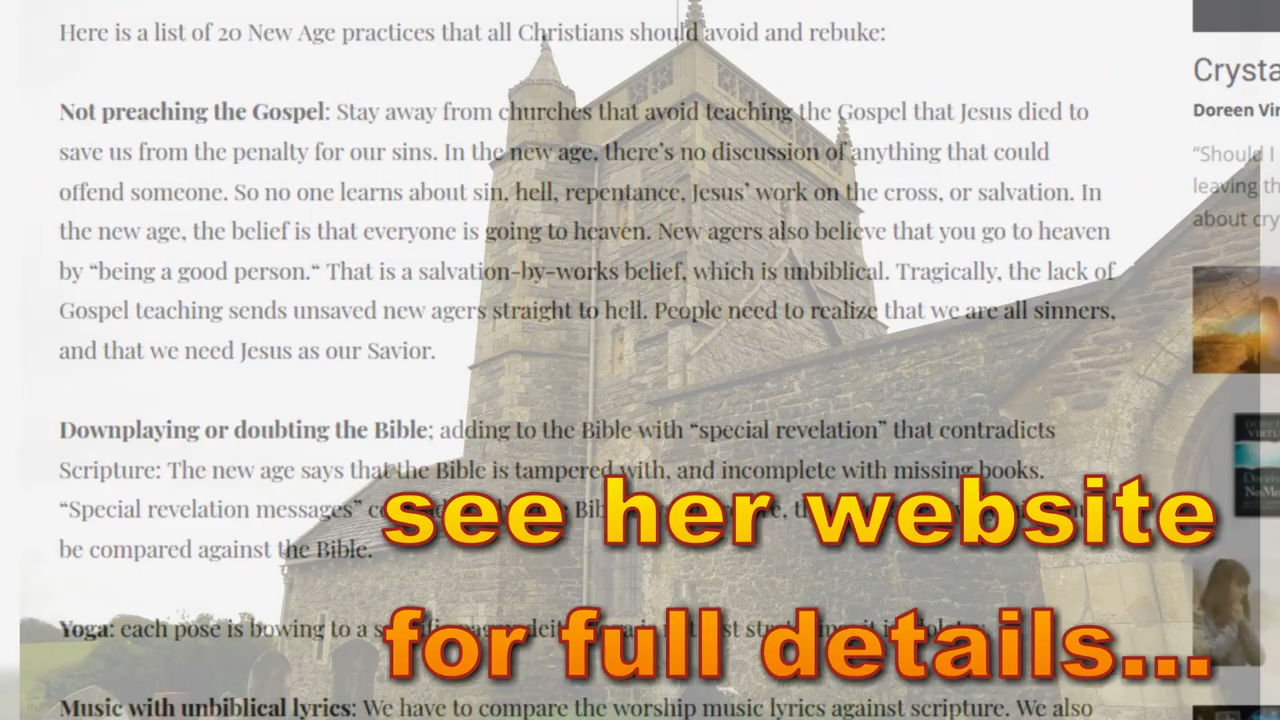 Here is a list of 20 New Age practices that all Christians should avoid and rebuke:
Not preaching the Gospel: Stay away from churches that avoid teaching the Gospel that Jesus died to
save us from the penalty for our sins. In the new age, there's no discussion of anything that could
offend someone. So no one learns about sin, hell, repentance, Jesus' work on the cross, or salvation. In
the new age, the belief is that everyone is going to heaven. New agers also believe that you go to heaven
by “being a good person.“ That is a salvation-by-works belief, which is unbiblical. Tragically, the lack of
Gospel teaching sends unsaved new agers straight to hell. People need to realize that we are all sinners,
and that we need Jesus as our Savior.
Downplaying or doubting the Bible; adding to the Bible with “special revelation” that contradicts
Scripture: The new age says that the Bible is tampered with, and incomplete with missing books.
“Special revelation messages”
be compared against the Bible.
Yoga: each pose is bowing to a
Music with unbiblical lyrics: We have to compare the worship music lyrics against scripture. We also
see her website
for full details...
Crysta
Doreen Vir
“Should I
leaving th
about cry